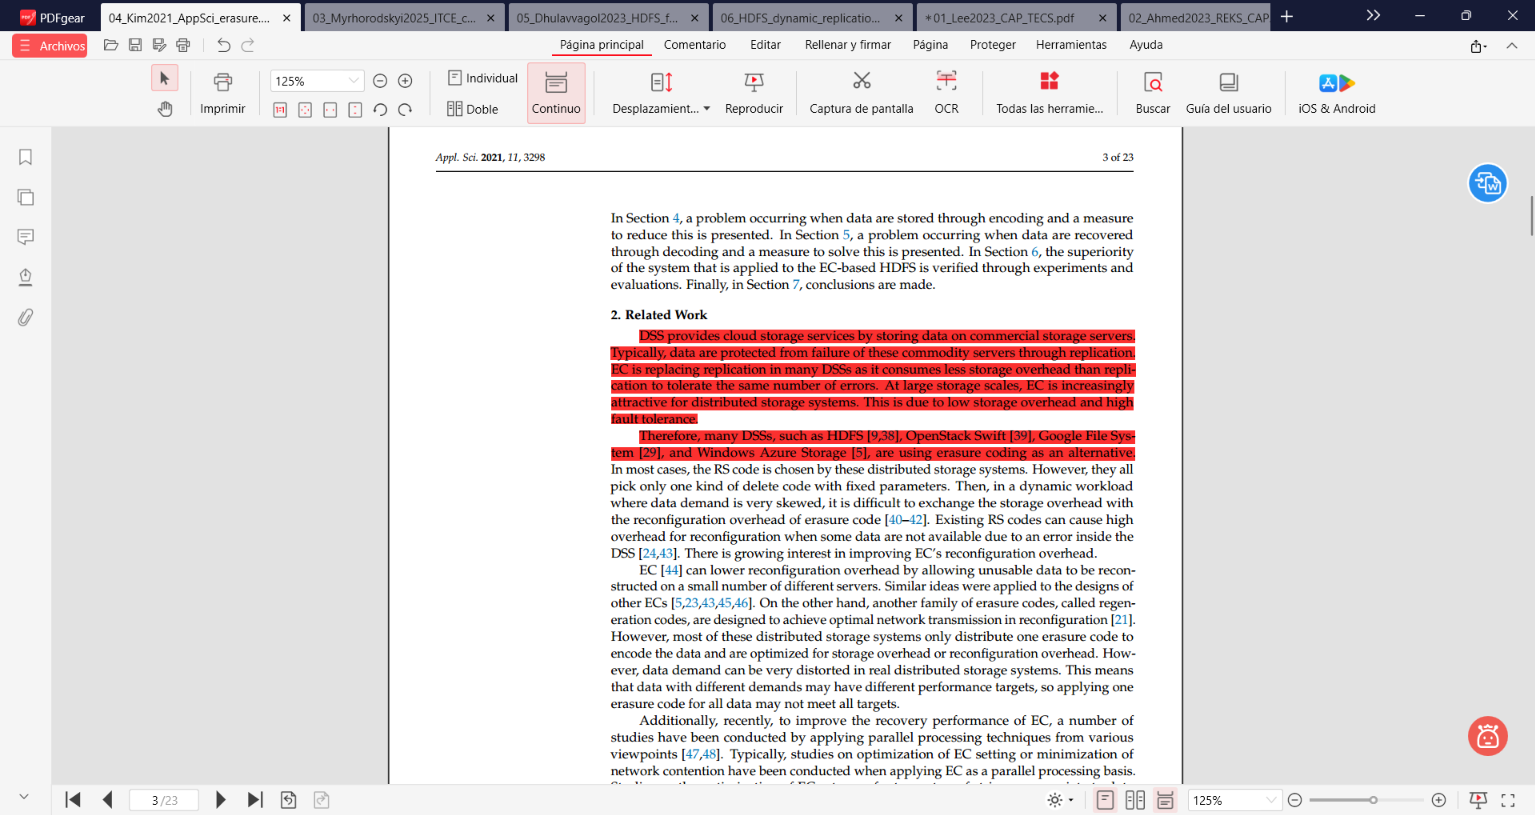 PDFgear
04_Kim2021_AppSci_erasure....
03_Myrhorodskyi2025_ITCE_c...
05_Dhulavvagol2023_HDFS_f...
06_HDFS_dynamic_replicatio...
*01_Lee2023_CAP_TECS.pdf
02_Ahmed2023_REKS_CAP
Archivos
Página principal
Comentario
Editar
Rellenar y firmar
Página
Proteger
Herramientas
Ayuda
Imprimir
125%
Individual
Doble
Continuo
Desplazamient...
Reproducir
Captura de pantalla
OCR
Todas las herramie...
Buscar
Guía del usuario
iOS & Android
Appl. Sci. 2021, 11, 3298
3 of 23
In Section 4, a problem occurring when data are stored through encoding and a measure
to reduce this is presented. In Section 5, a problem occurring when data are recovered
through decoding and a measure to solve this is presented. In Section 6, the superiority
of the system that is applied to the EC-based HDFS is verified through experiments and
evaluations. Finally, in Section 7, conclusions are made.
2. Related Work
DSS provides cloud storage services by storing data on commercial storage servers.
Typically, data are protected from failure of these commodity servers through replication.
EC is replacing replication in many DSSs as it consumes less storage overhead than repli-
cation to tolerate the same number of errors. At large storage scales, EC is increasingly
attractive for distributed storage systems. This is due to low storage overhead and high
fault tolerance.
Therefore, many DSSs, such as HDFS [9,38], OpenStack Swift [39], Google File Sys-
tem [29], and Windows Azure Storage [5], are using erasure coding as an alternative.
In most cases, the RS code is chosen by these distributed storage systems. However, they all
pick only one kind of delete code with fixed parameters. Then, in a dynamic workload
where data demand is very skewed, it is difficult to exchange the storage overhead with
the reconfiguration overhead of erasure code [40–42]. Existing RS codes can cause high
overhead for reconfiguration when some data are not available due to an error inside the
DSS [24,43]. There is growing interest in improving EC's reconfiguration overhead.
EC [44] can lower reconfiguration overhead by allowing unusable data to be recon-
structed on a small number of different servers. Similar ideas were applied to the designs of
other ECs [5,23,43,45,46]. On the other hand, another family of erasure codes, called regen-
eration codes, are designed to achieve optimal network transmission in reconfiguration [21].
However, most of these distributed storage systems only distribute one erasure code to
encode the data and are optimized for storage overhead or reconfiguration overhead. How-
ever, data demand can be very distorted in real distributed storage systems. This means
that data with different demands may have different performance targets, so applying one
erasure code for all data may not meet all targets.
Additionally, recently, to improve the recovery performance of EC, a number of
studies have been conducted by applying parallel processing techniques from various
viewpoints [47,48]. Typically, studies on optimization of EC setting or minimization of
network contention have been conducted when applying EC as a parallel processing basis.
3 /23
125%